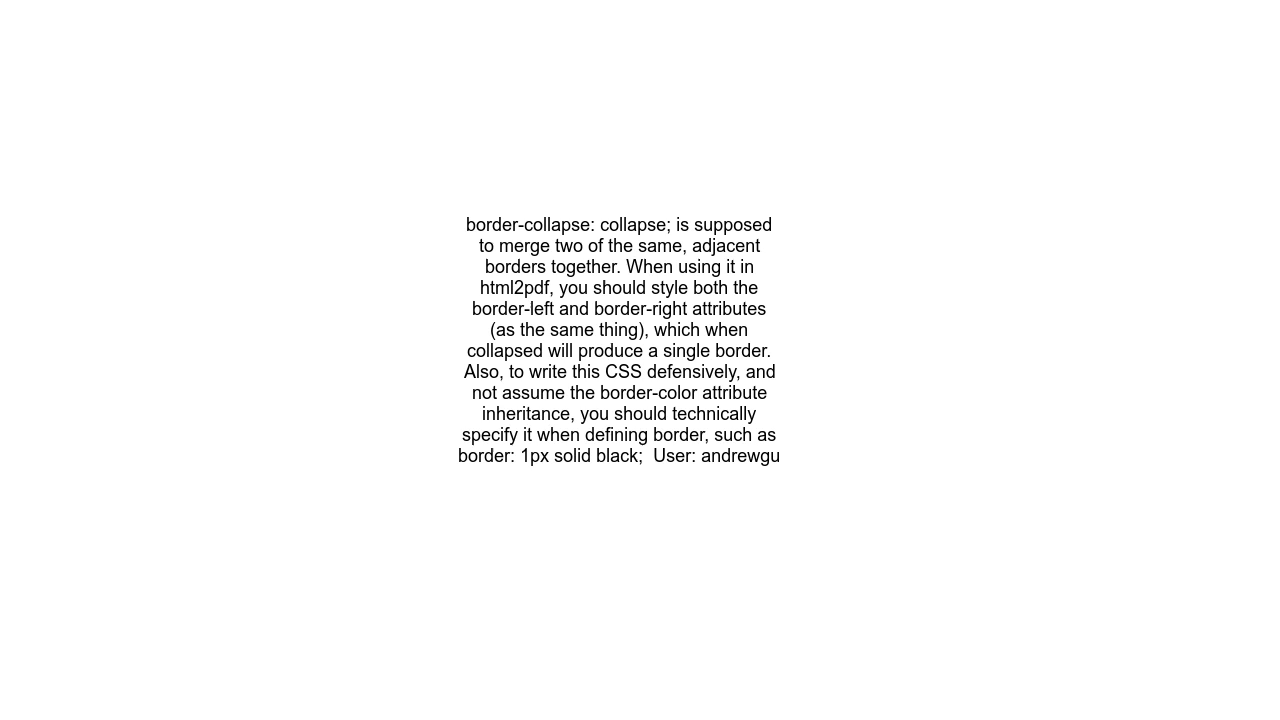 border-collapse: collapse; is supposed
to merge two of the same, adjacent
borders together. When using it in
html2pdf, you should style both the
border-left and border-right attributes
(as the same thing), which when
collapsed will produce a single border.
Also, to write this CSS defensively, and
not assume the border-color attribute
inheritance, you should technically
specify it when defining border, such as
border: 1px solid black;  User: andrewgu